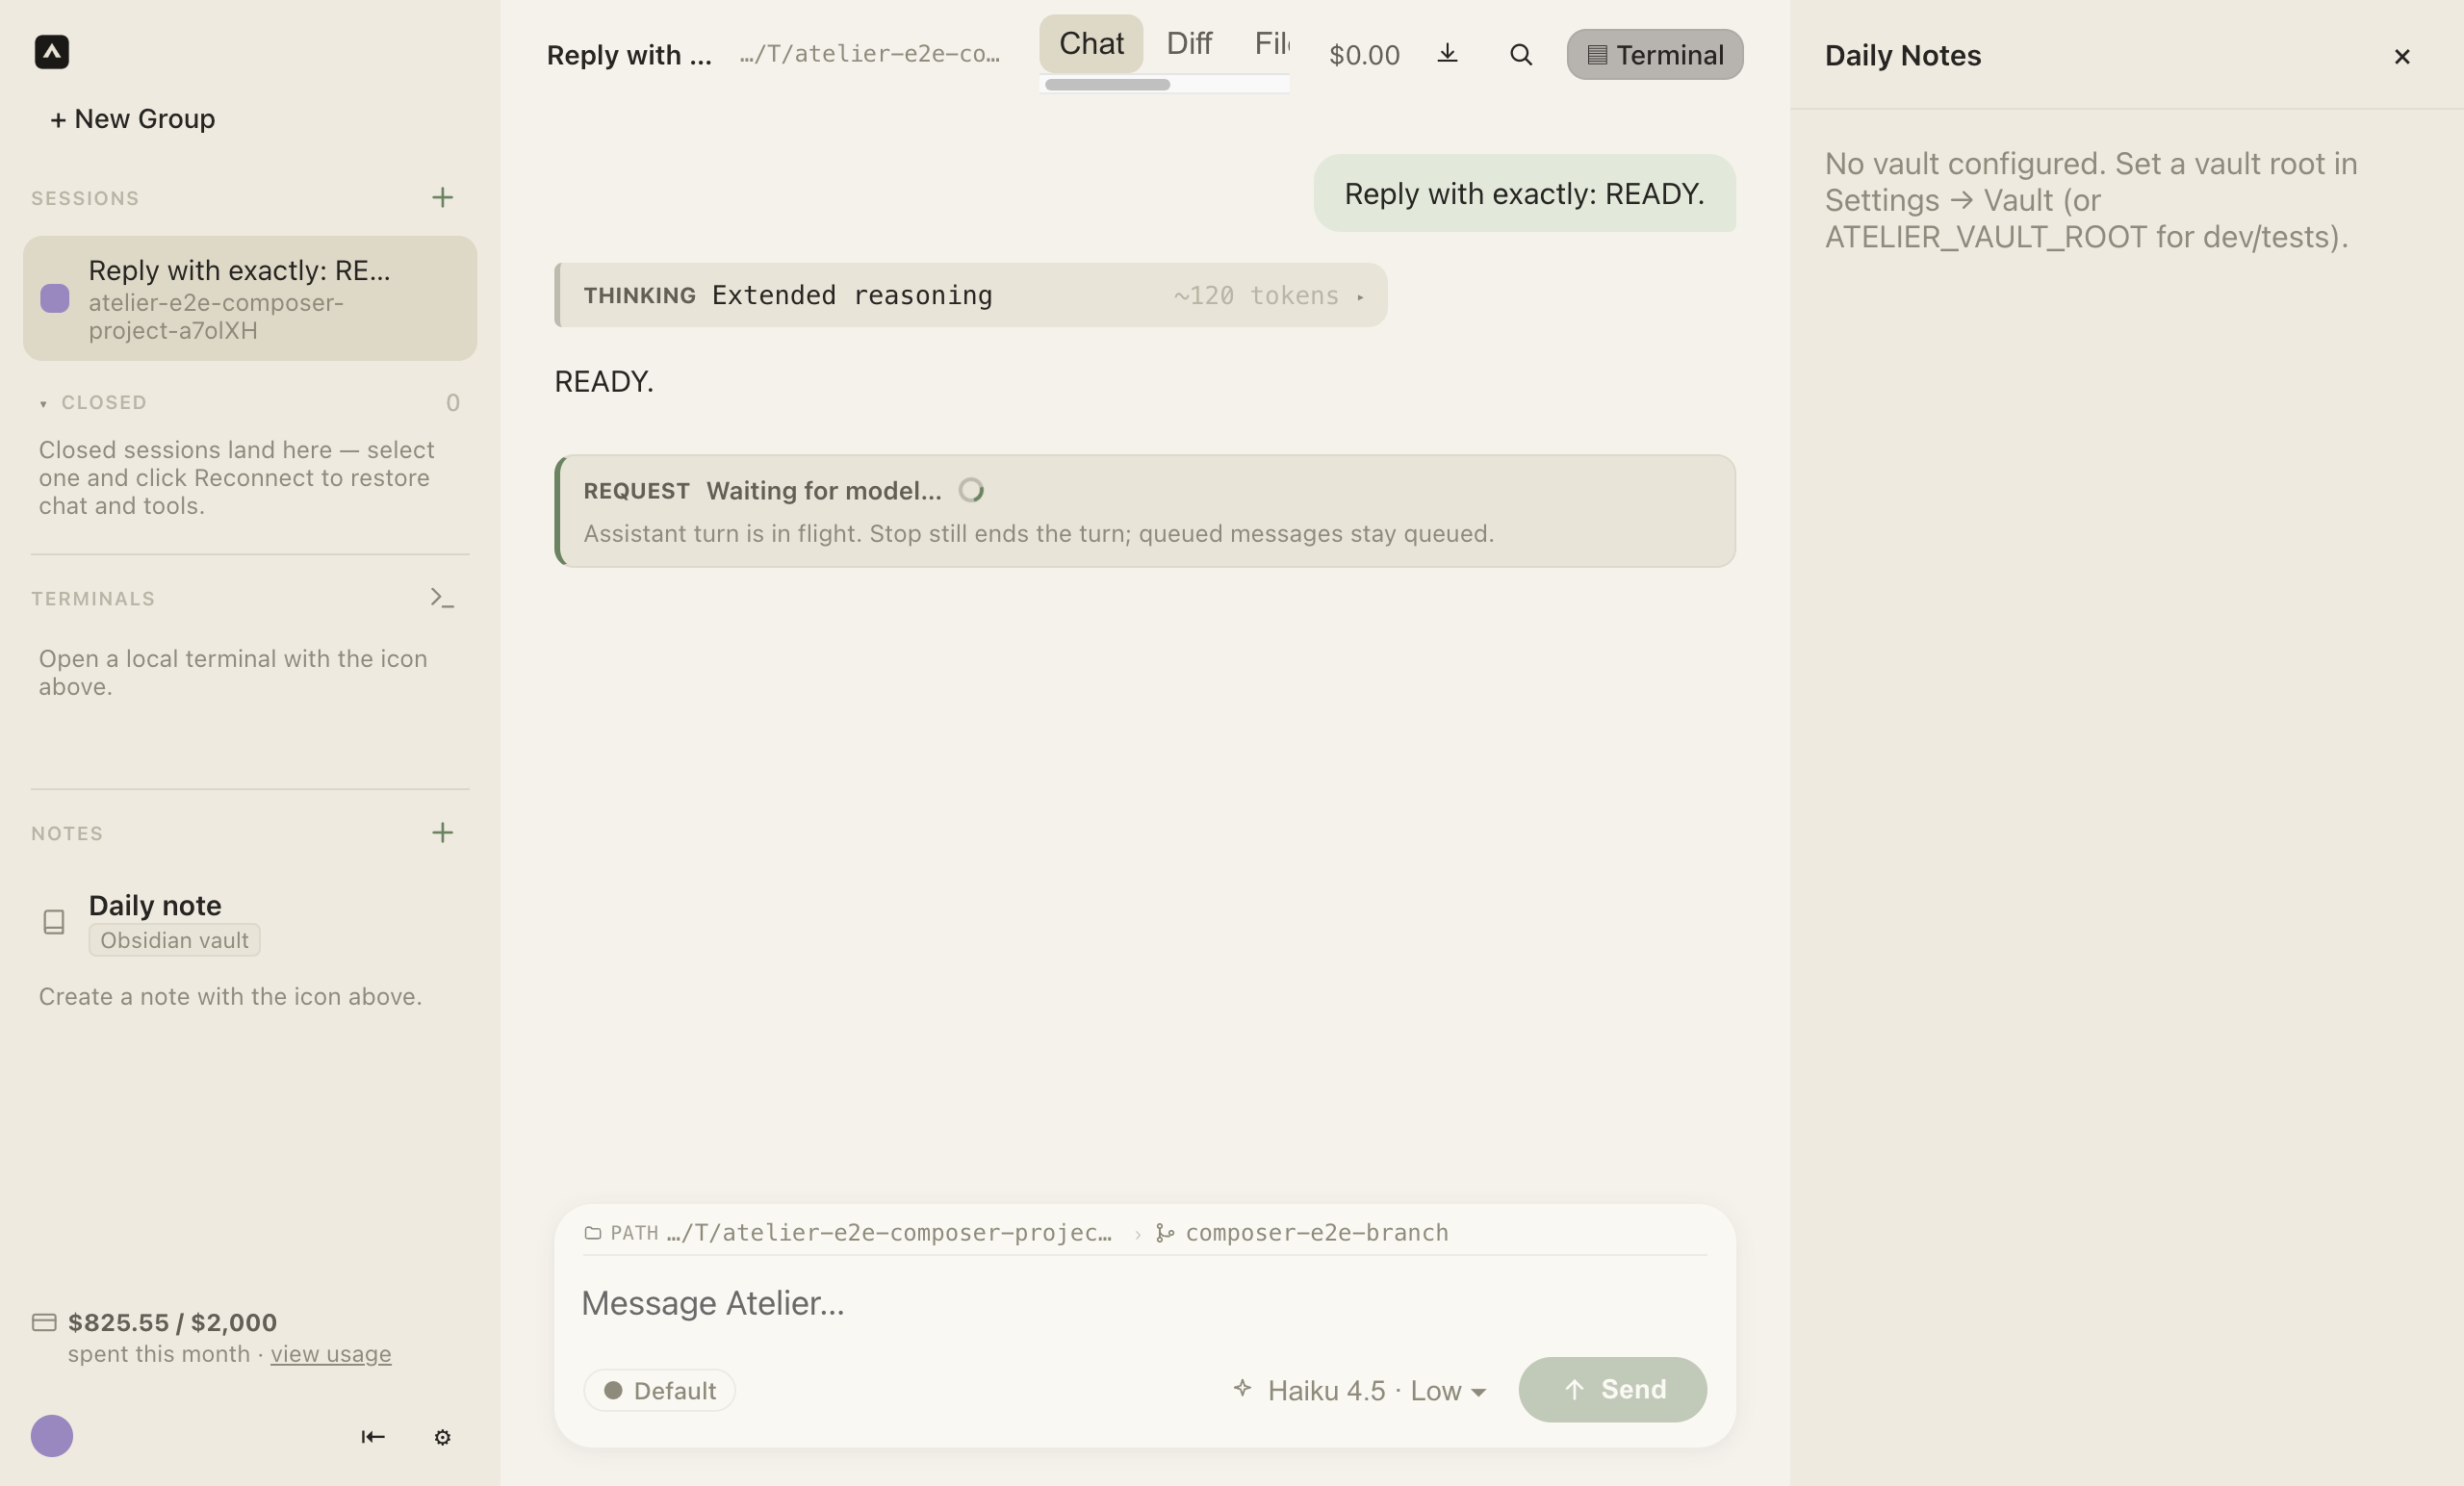 + New Group
SESSIONS
Reply with exactly: RE...
atelier-e2e-composer-
project-a7olXH
CLOSED 0
Closed sessions land here — select
one and click Reconnect to restore
chat and tools.
TERMINALS
Open a local terminal with the icon
above.
NOTES
Daily note
Obsidian vault
Create a note with the icon above.
$825.55 / $2,000
spent this month · view usage
Reply with ... …/T/atelier-e2e-co… Chat Diff File $0.00 Terminal
Reply with exactly: READY.
THINKING Extended reasoning ~120 tokens
READY.
REQUEST Waiting for model...
Assistant turn is in flight. Stop still ends the turn; queued messages stay queued.
PATH …/T/atelier-e2e-composer-projec… › composer-e2e-branch
Message Atelier...
Default Haiku 4.5 · Low Send
Daily Notes ×
No vault configured. Set a vault root in
Settings → Vault (or
ATELIER_VAULT_ROOT for dev/tests).